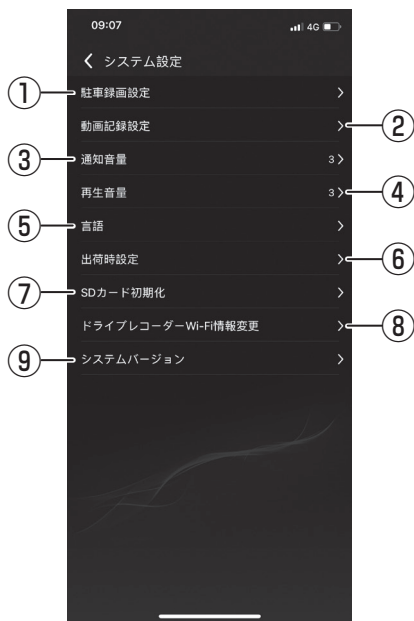 09:07 4G
システム設定
① 駐車録画設定
動画記録設定 ②
③ 通知音量 3
再生音量 3 ④
⑤ 言語
出荷時設定 ⑥
⑦ SDカード初期化
ドライブレコーダーWi-Fi情報変更 ⑧
⑨ システムバージョン